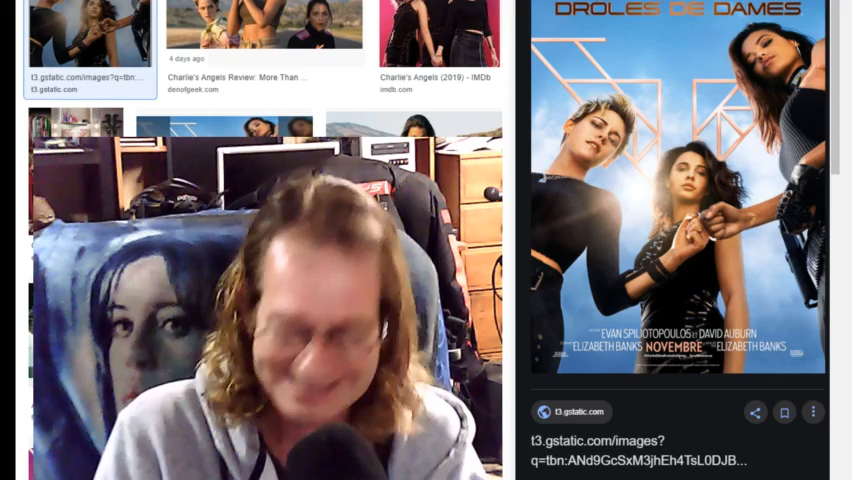 t3.gstatic.com/images?q=tbn:...
t3.gstatic.com
4 days ago
Charlie's Angels Review: More Than ...
denofgeek.com
Charlie's Angels (2019) - IMDb
imdb.com
DRÔLES DE DAMES
EVAN SPILIOTOPOULOS ET DAVID AUBURN
ELIZABETH BANKS NOVEMBRE ELIZABETH BANKS
t3.gstatic.com
t3.gstatic.com/images?
q=tbn:ANd9GcSxM3jhEh4TsL0DJB...